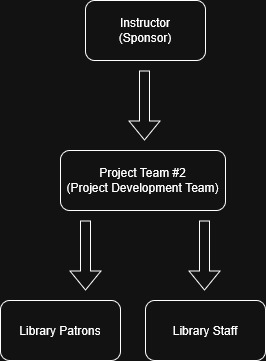 Instructor
(Sponsor)
Project Team #2
(Project Development Team)
Library Patrons
Library Staff